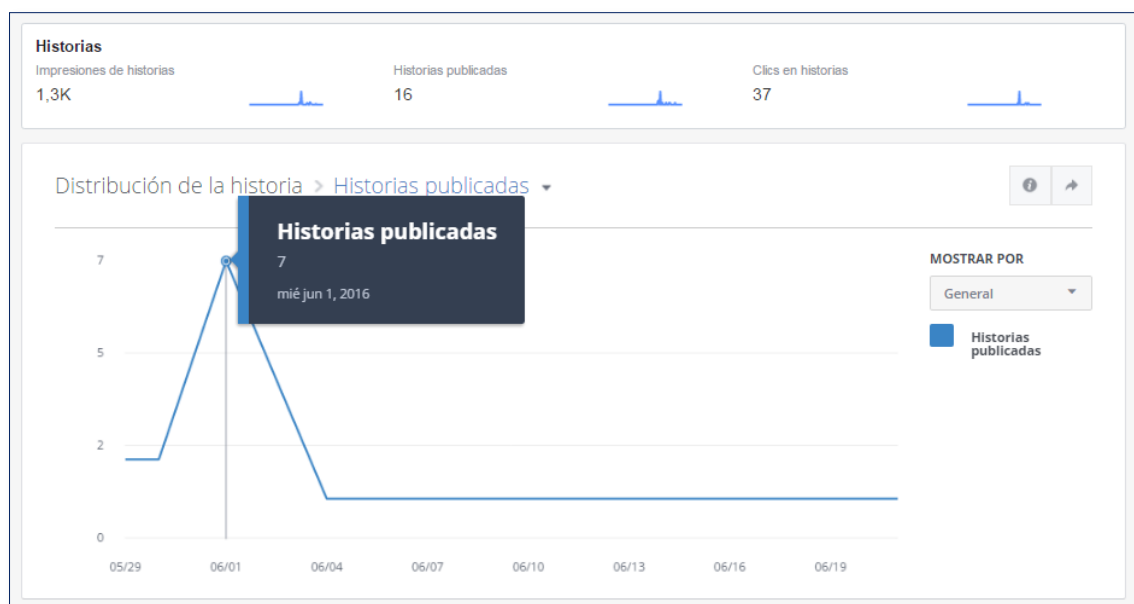 Historias
Impresiones de historias
1,3K
Historias publicadas
16
Clics en historias
37
Distribución de la historia > Historias publicadas
Historias publicadas
7
mié jun 1, 2016
7
5
2
0
05/29 06/01 06/04 06/07 06/10 06/13 06/16 06/19
MOSTRAR POR
General
Historias
publicadas